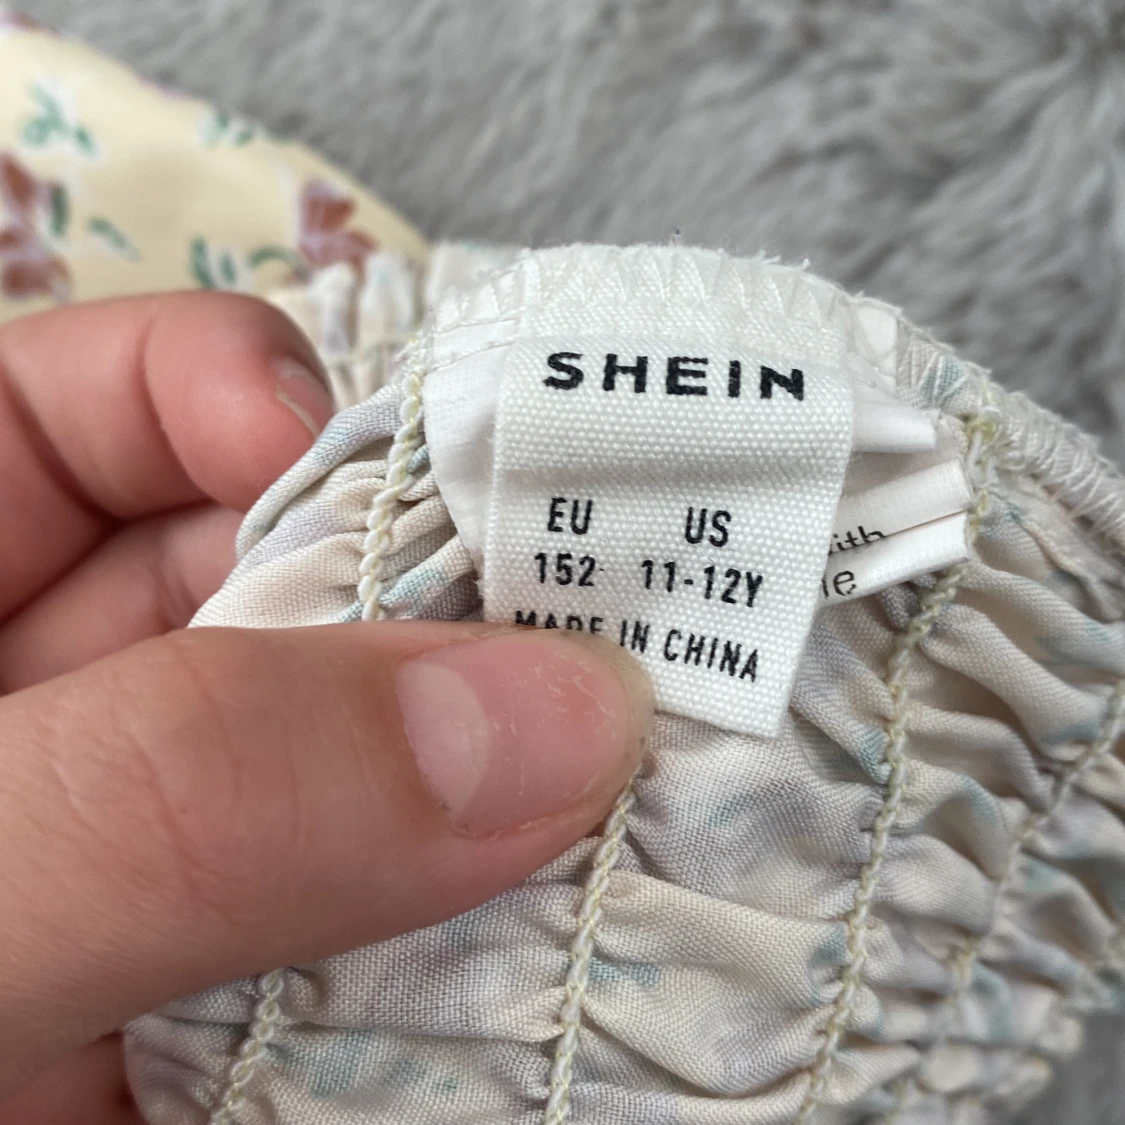 SHEIN
EU US
152 11-12Y
MADE IN CHINA